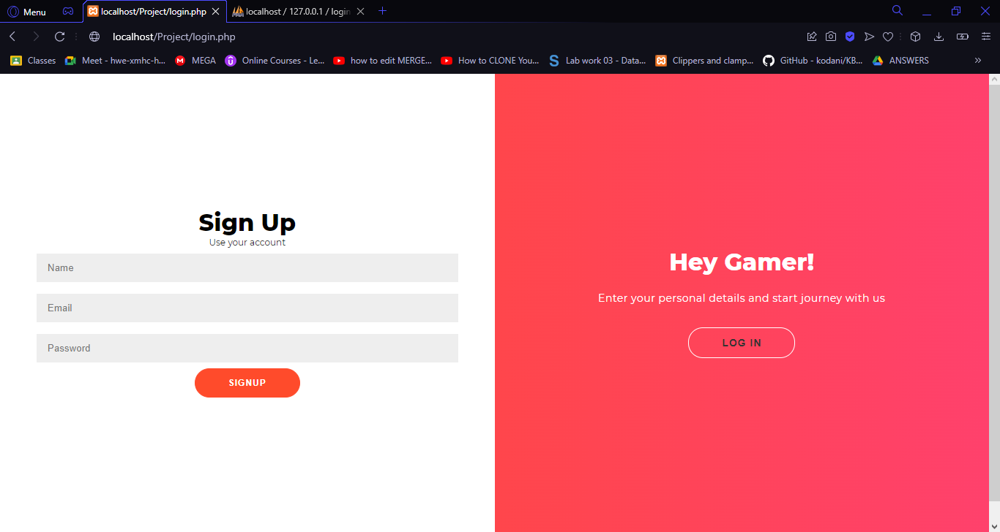 Menu
localhost/Project/login.php
localhost / 127.0.0.1 / login
localhost/Project/login.php
Classes
Meet - hwe-xmhc-h...
MEGA
Online Courses - Le...
how to edit MERGE...
How to CLONE You...
Lab work 03 - Data...
Clippers and clamp...
GitHub - kodani/KB...
ANSWERS
Sign Up
Use your account
Name
Email
Password
SIGNUP
Hey Gamer!
Enter your personal details and start journey with us
LOG IN